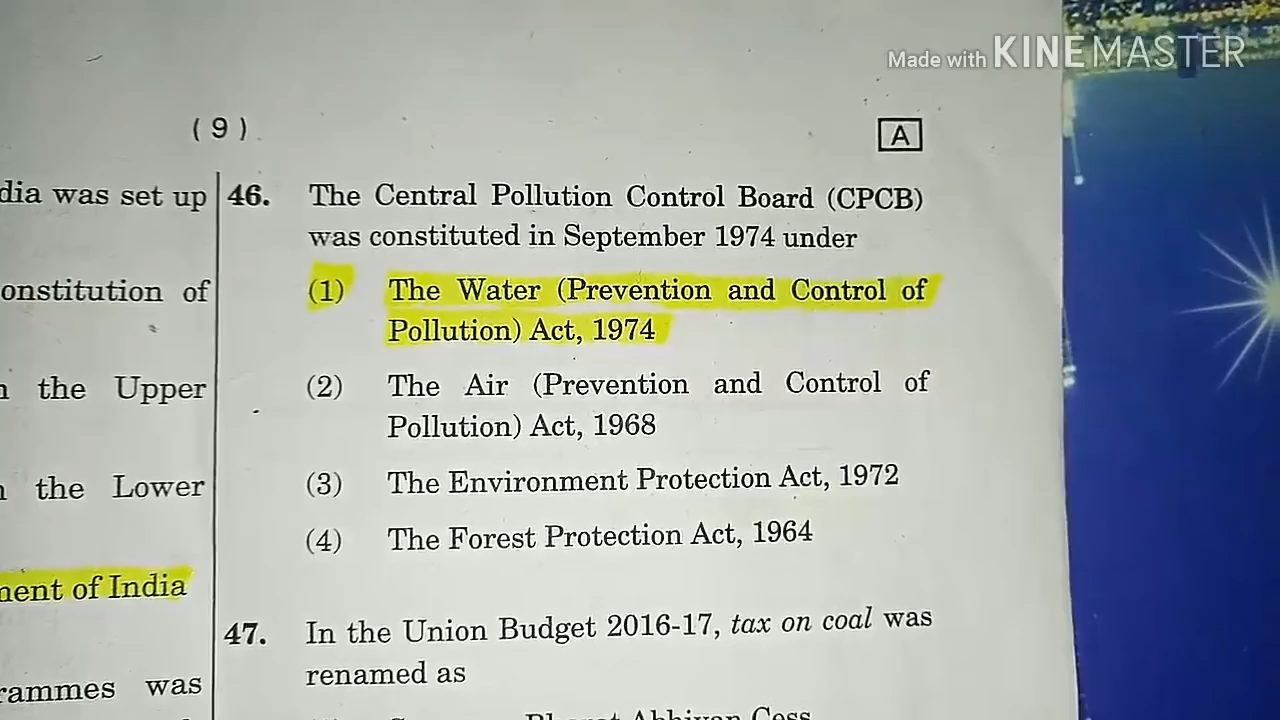 Made with KINEMASTER
( 9 )
A
dia was set up
onstitution of
the Upper
the Lower
ment of India
rammes was
46. The Central Pollution Control Board (CPCB)
was constituted in September 1974 under
(1) The Water (Prevention and Control of
Pollution) Act, 1974
(2) The Air (Prevention and Control of
Pollution) Act, 1968
(3) The Environment Protection Act, 1972
(4) The Forest Protection Act, 1964
47. In the Union Budget 2016-17, tax on coal was
renamed as
Bharat Abhiyan Cess